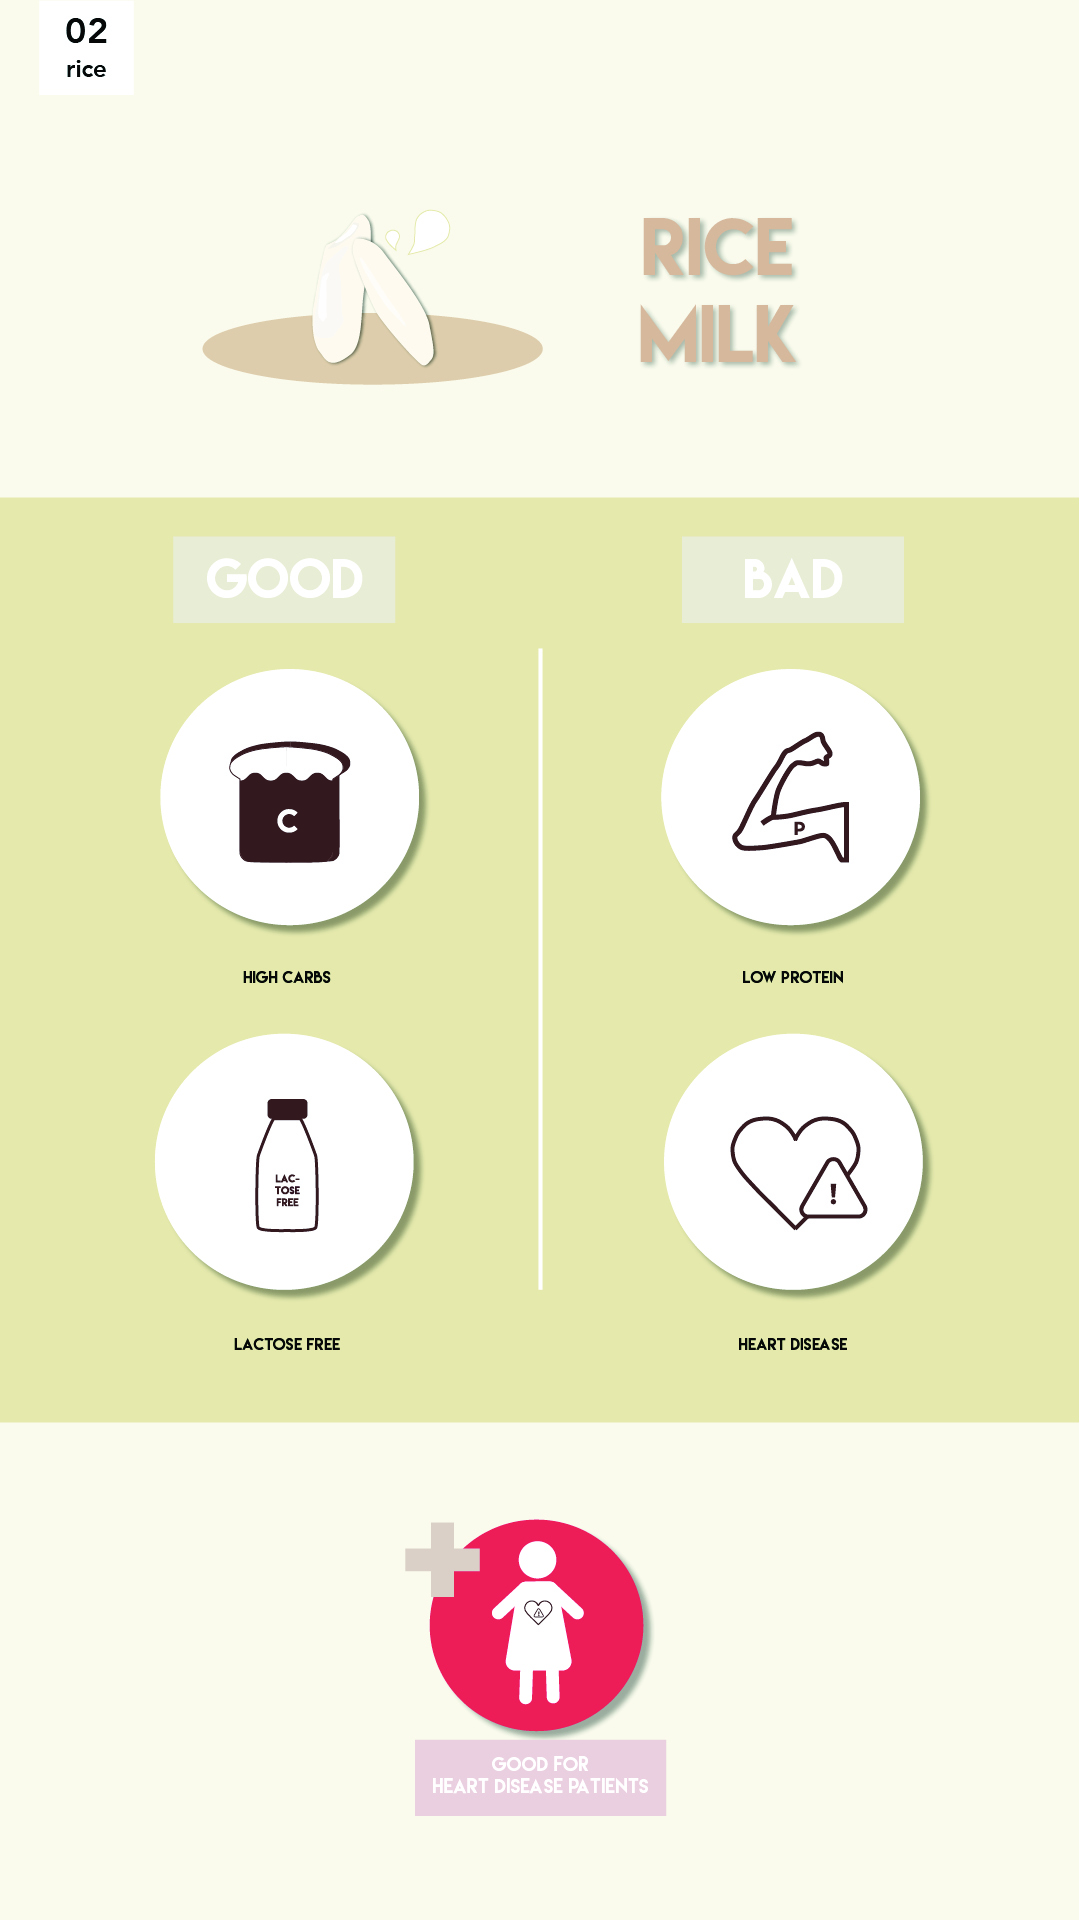 02
rice
RICE
MILK
GOOD
BAD
C
P
HIGH CARBS
LOW PROTEIN
LAC-
TOSE
FREE
!
LACTOSE FREE
HEART DISEASE
!
GOOD FOR
HEART DISEASE PATIENTS